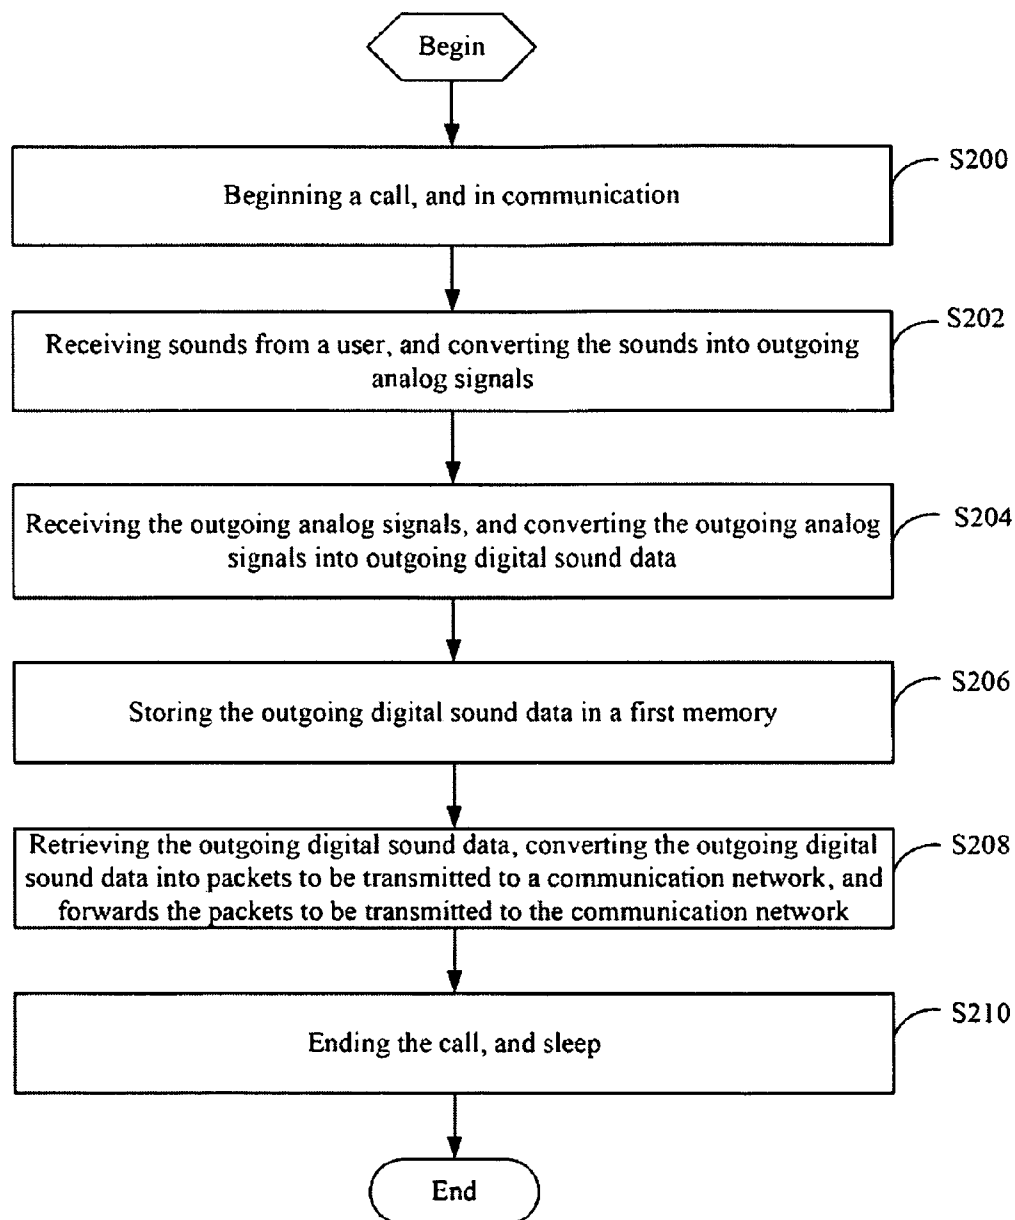 Begin
S200
Beginning a call, and in communication
S202
Receiving sounds from a user, and converting the sounds into outgoing
analog signals
S204
Receiving the outgoing analog signals, and converting the outgoing analog
signals into outgoing digital sound data
S206
Storing the outgoing digital sound data in a first memory
S208
Retrieving the outgoing digital sound data, converting the outgoing digital
sound data into packets to be transmitted to a communication network, and
forwards the packets to be transmitted to the communication network
S210
Ending the call, and sleep
End